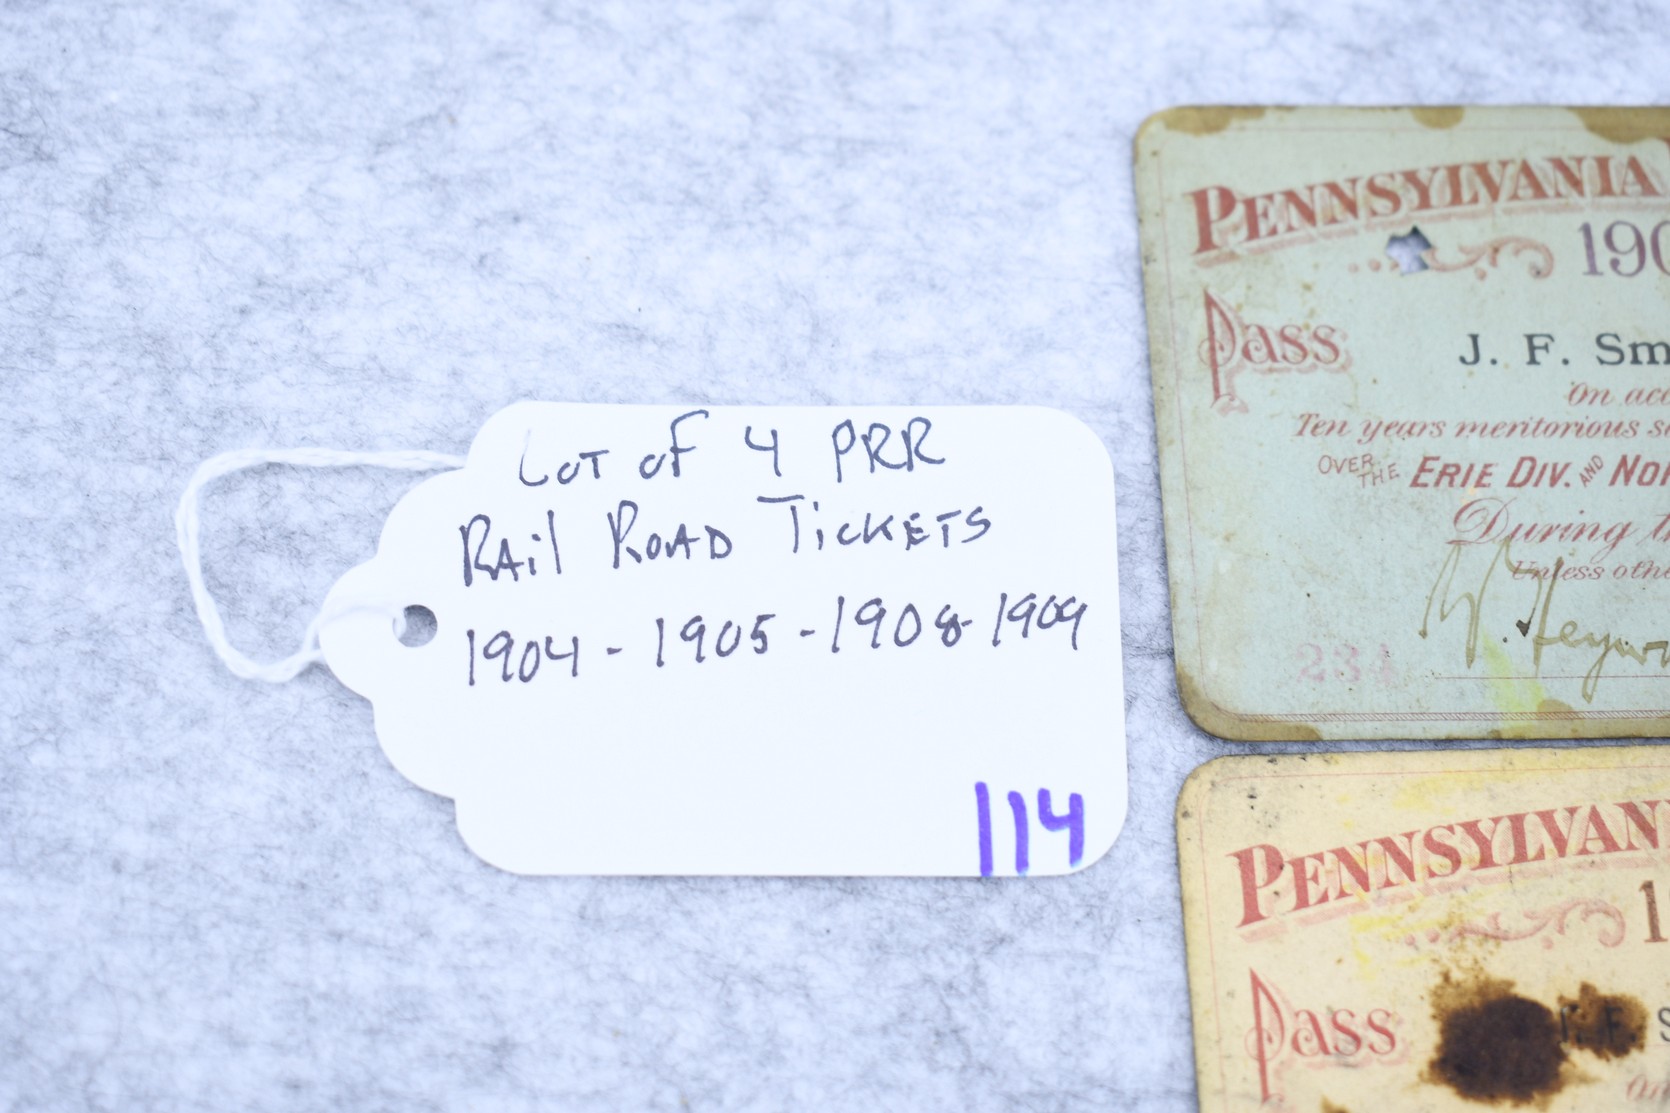 Lot of 4 PRR
Rail Road Tickets
1904 - 1905 - 1908 - 1909
114
PENNSYLVANIA
190
Pass J. F. Sm
On acc
Ten years meritorious se
OVER THE ERIE DIV. AND NOR
During th
Unless othe
234
PENNSYLVAN
1
Pass F. S